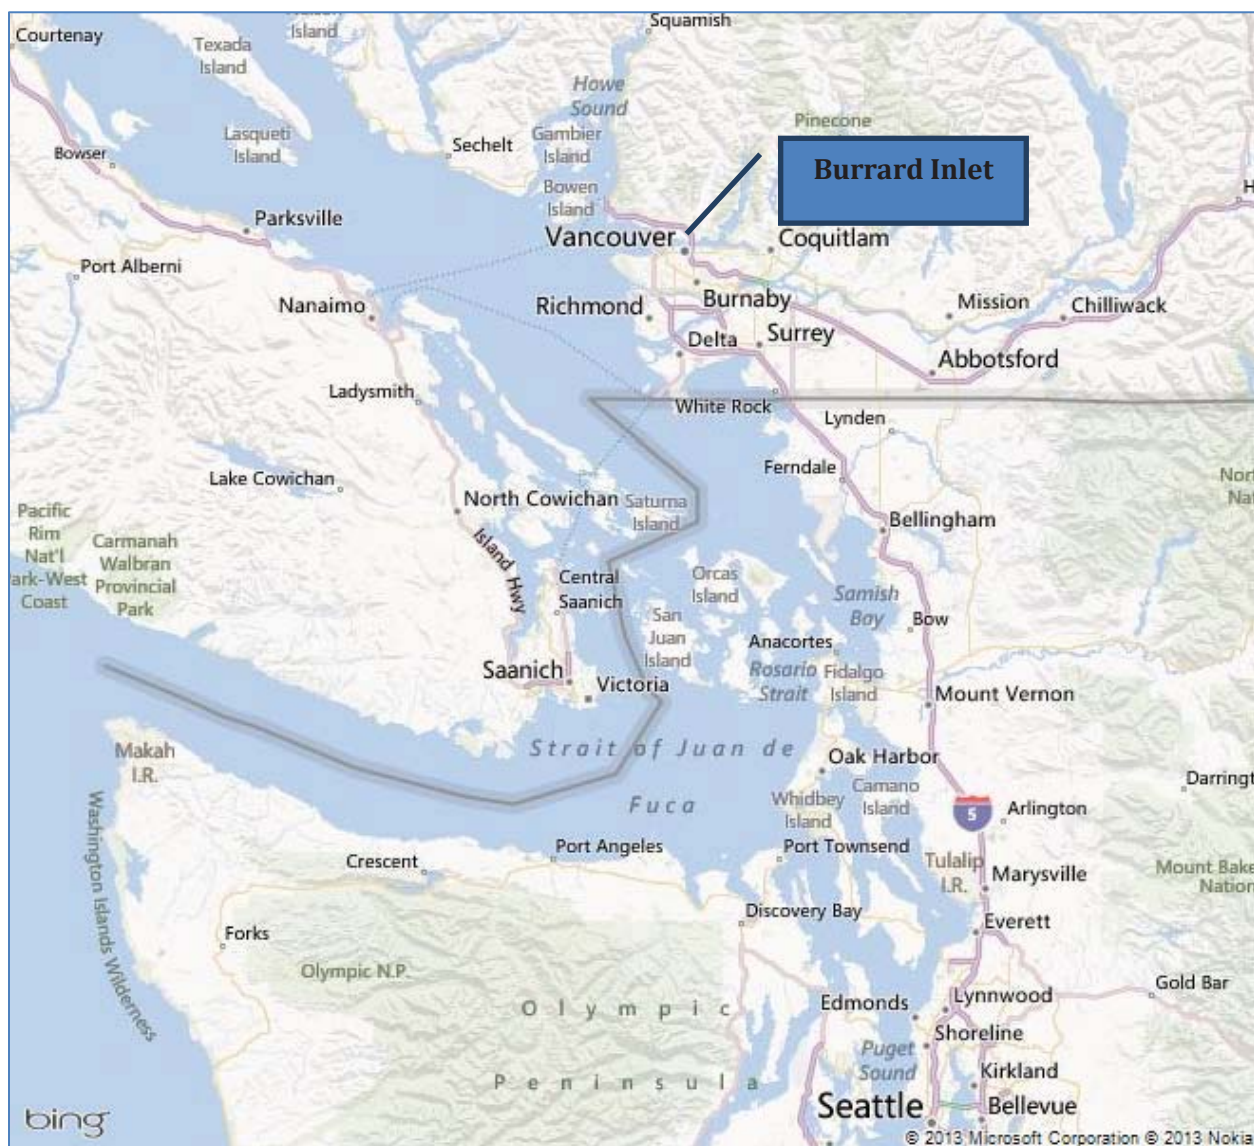 Squamish
Courtenay
Texada
Island
Island
Howe
Sound
Pinecone
Lasqueti
Island
Sechelt
Gambier
Island
Bowser
Burrard Inlet
Bowen
Island
Parksville
Vancouver
Coquitlam
Port Alberni
Nanaimo
Richmond
Burnaby
Mission
Chilliwack
Surrey
Delta
Abbotsford
Ladysmith
White Rock
Lynden
Ferndale
Lake Cowichan
North Cowichan
Saturna
Island
Bellingham
Pacific
Rim
Nat'l
Park-West
Coast
Carmanah
Walbran
Provincial
Park
Island Hwy
Central
Saanich
Orcas
Island
Samish
Bay
San
Juan
Island
Bow
Anacortes
Rosario
Strait
Fidalgo
Island
Saanich
Victoria
Mount Vernon
Makah
I.R.
Strait of Juan de
Fuca
Oak Harbor
Camano
Island
Whidbey
Island
Darrington
5
Arlington
Washington Islands Wilderness
Crescent
Port Angeles
Port Townsend
Tulalip
I.R.
Marysville
Mount Bake
Nation
Discovery Bay
Everett
Forks
Olympic N.P.
Gold Bar
Olympic
Peninsula
Edmonds
Lynnwood
Shoreline
Puget
Sound
Kirkland
Seattle
Bellevue
bing
© 2013 Microsoft Corporation © 2013 Nokia